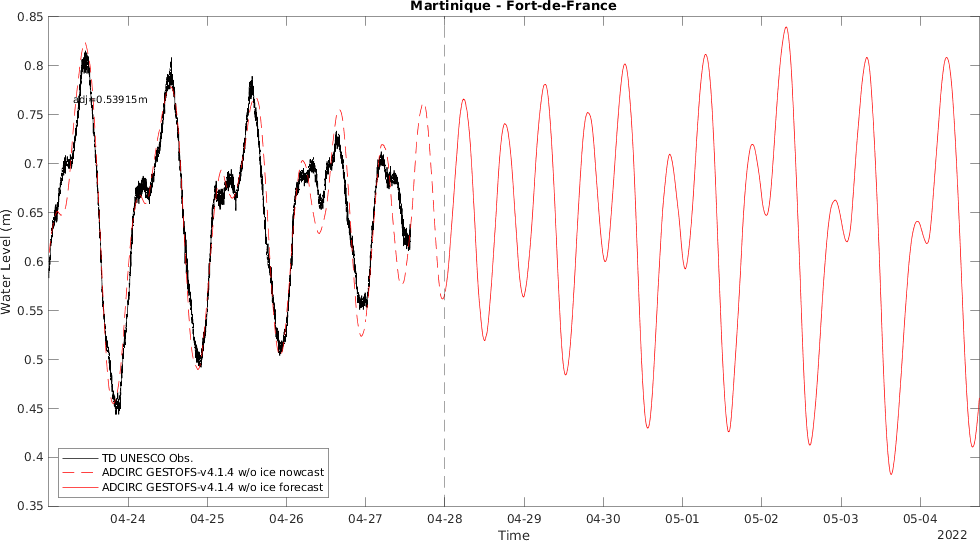 Martinique - Fort-de-France
0.85
0.8
adj=0.53915m
0.75
0.7
0.65
Water Level (m)
0.6
0.55
0.5
0.45
TD UNESCO Obs.
0.4
ADCIRC GESTOFS-v4.1.4 w/o ice nowcast
ADCIRC GESTOFS-v4.1.4 w/o ice forecast
0.35
04-24 04-25 04-26 04-27 04-28 04-29 04-30 05-01 05-02 05-03 05-04
Time
2022